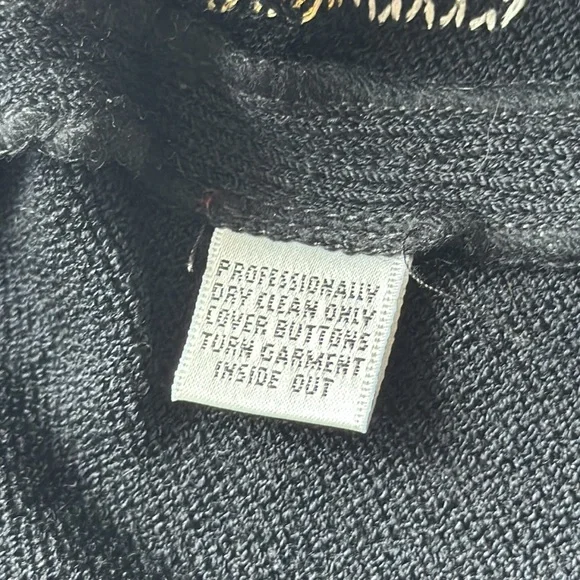 PROFESSIONALLY
DRY CLEAN ONLY
COVER BUTTONS
TURN GARMENT
INSIDE OUT